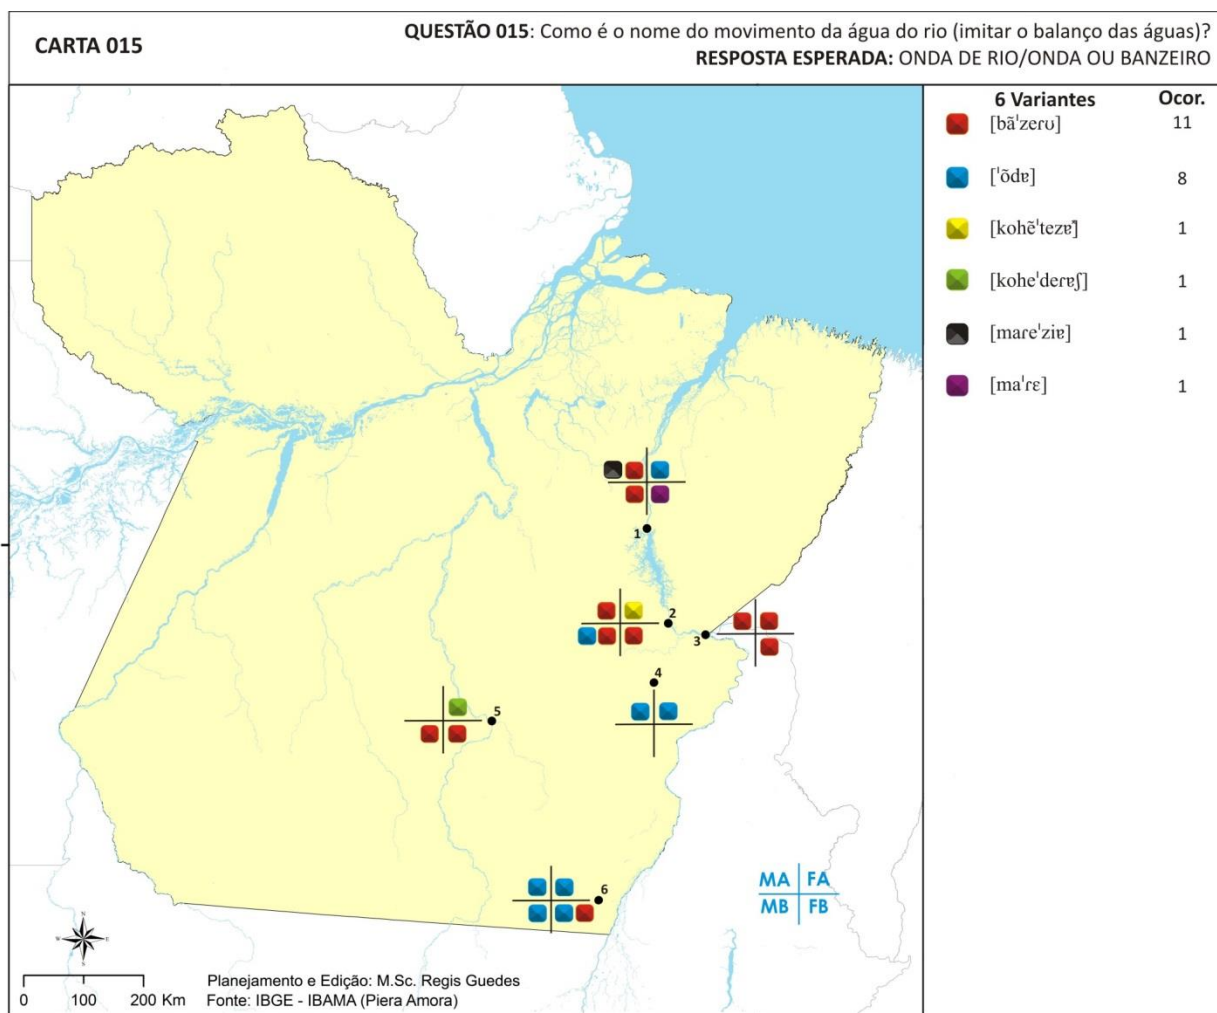 CARTA 015
QUESTÃO 015: Como é o nome do movimento da água do rio (imitar o balanço das águas)?
RESPOSTA ESPERADA: ONDA DE RIO/ONDA OU BANZEIRO
6 Variantes Ocor.
[bãˈzeɾʊ] 11
[ˈõdɐ] 8
[kohẽˈtezɐ] 1
[koheˈdeɾɐʃ] 1
[maɾeˈziɐ] 1
[maˈɾɛ] 1
1
2
3
4
5
6
MA FA
MB FB
N
W E
S
0 100 200 Km
Planejamento e Edição: M.Sc. Regis Guedes
Fonte: IBGE - IBAMA (Piera Amora)